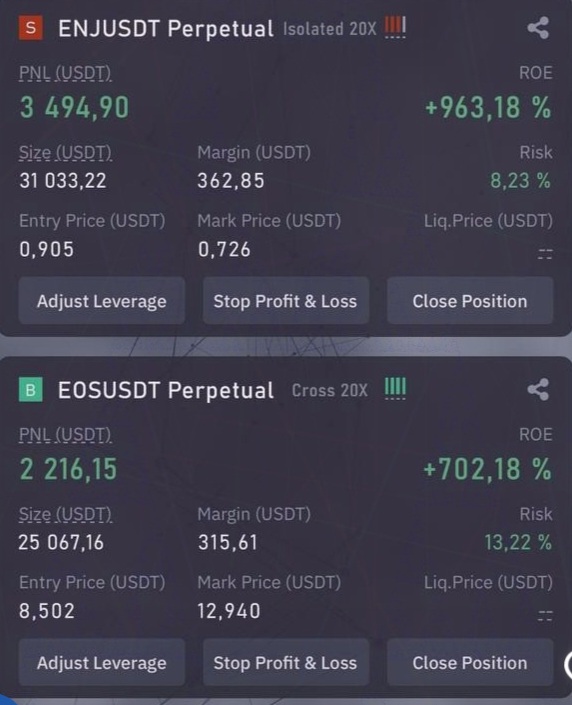 S ENJUSDT Perpetual Isolated 20X
PNL (USDT) ROE
3 494,90 +963,18 %
Size (USDT) Margin (USDT) Risk
31 033,22 362,85 8,23 %
Entry Price (USDT) Mark Price (USDT) Liq.Price (USDT)
0,905 0,726 --
Adjust Leverage Stop Profit & Loss Close Position
B EOSUSDT Perpetual Cross 20X
PNL (USDT) ROE
2 216,15 +702,18 %
Size (USDT) Margin (USDT) Risk
25 067,16 315,61 13,22 %
Entry Price (USDT) Mark Price (USDT) Liq.Price (USDT)
8,502 12,940 --
Adjust Leverage Stop Profit & Loss Close Position